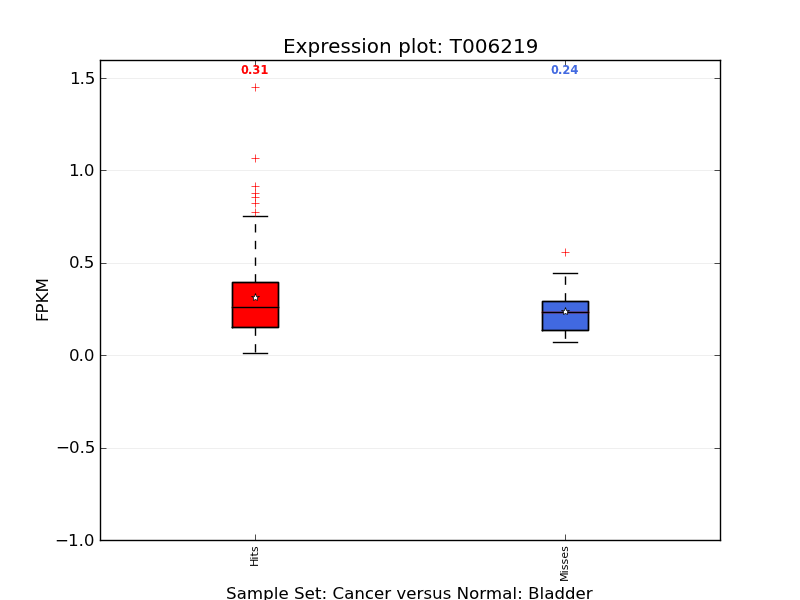 Expression plot: T006219
0.31
0.24
1.5
1.0
0.5
0.0
−0.5
−1.0
FPKM
Hits
Misses
Sample Set: Cancer versus Normal: Bladder